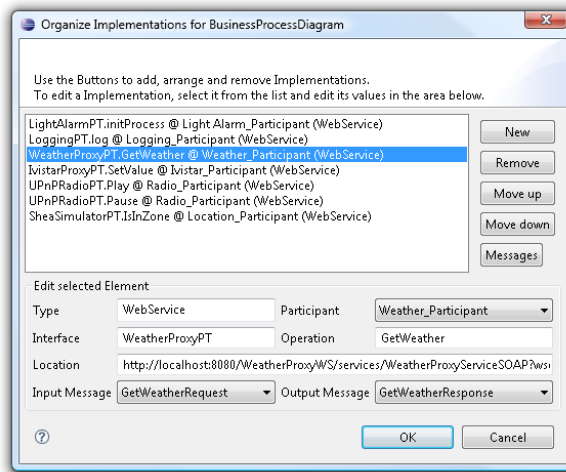 Organize Implementations for BusinessProcessDiagram
Use the Buttons to add, arrange and remove Implementations.
To edit a Implementation, select it from the list and edit its values in the area below.
LightAlarmPT.initProcess @ Light Alarm_Participant (WebService)
LoggingPT.log @ Logging_Participant (WebService)
WeatherProxyPT.GetWeather @ Weather_Participant (WebService)
IvistarProxyPT.SetValue @ Ivistar_Participant (WebService)
UPnPRadioPT.Play @ Radio_Participant (WebService)
UPnPRadioPT.Pause @ Radio_Participant (WebService)
SheaSimulatorPT.IsInZone @ Location_Participant (WebService)
New
Remove
Move up
Move down
Messages
Edit selected Element
Type WebService Participant Weather_Participant
Interface WeatherProxyPT Operation GetWeather
Location http://localhost:8080/WeatherProxyWS/services/WeatherProxyServiceSOAP?ws
Input Message GetWeatherRequest Output Message GetWeatherResponse
? OK Cancel